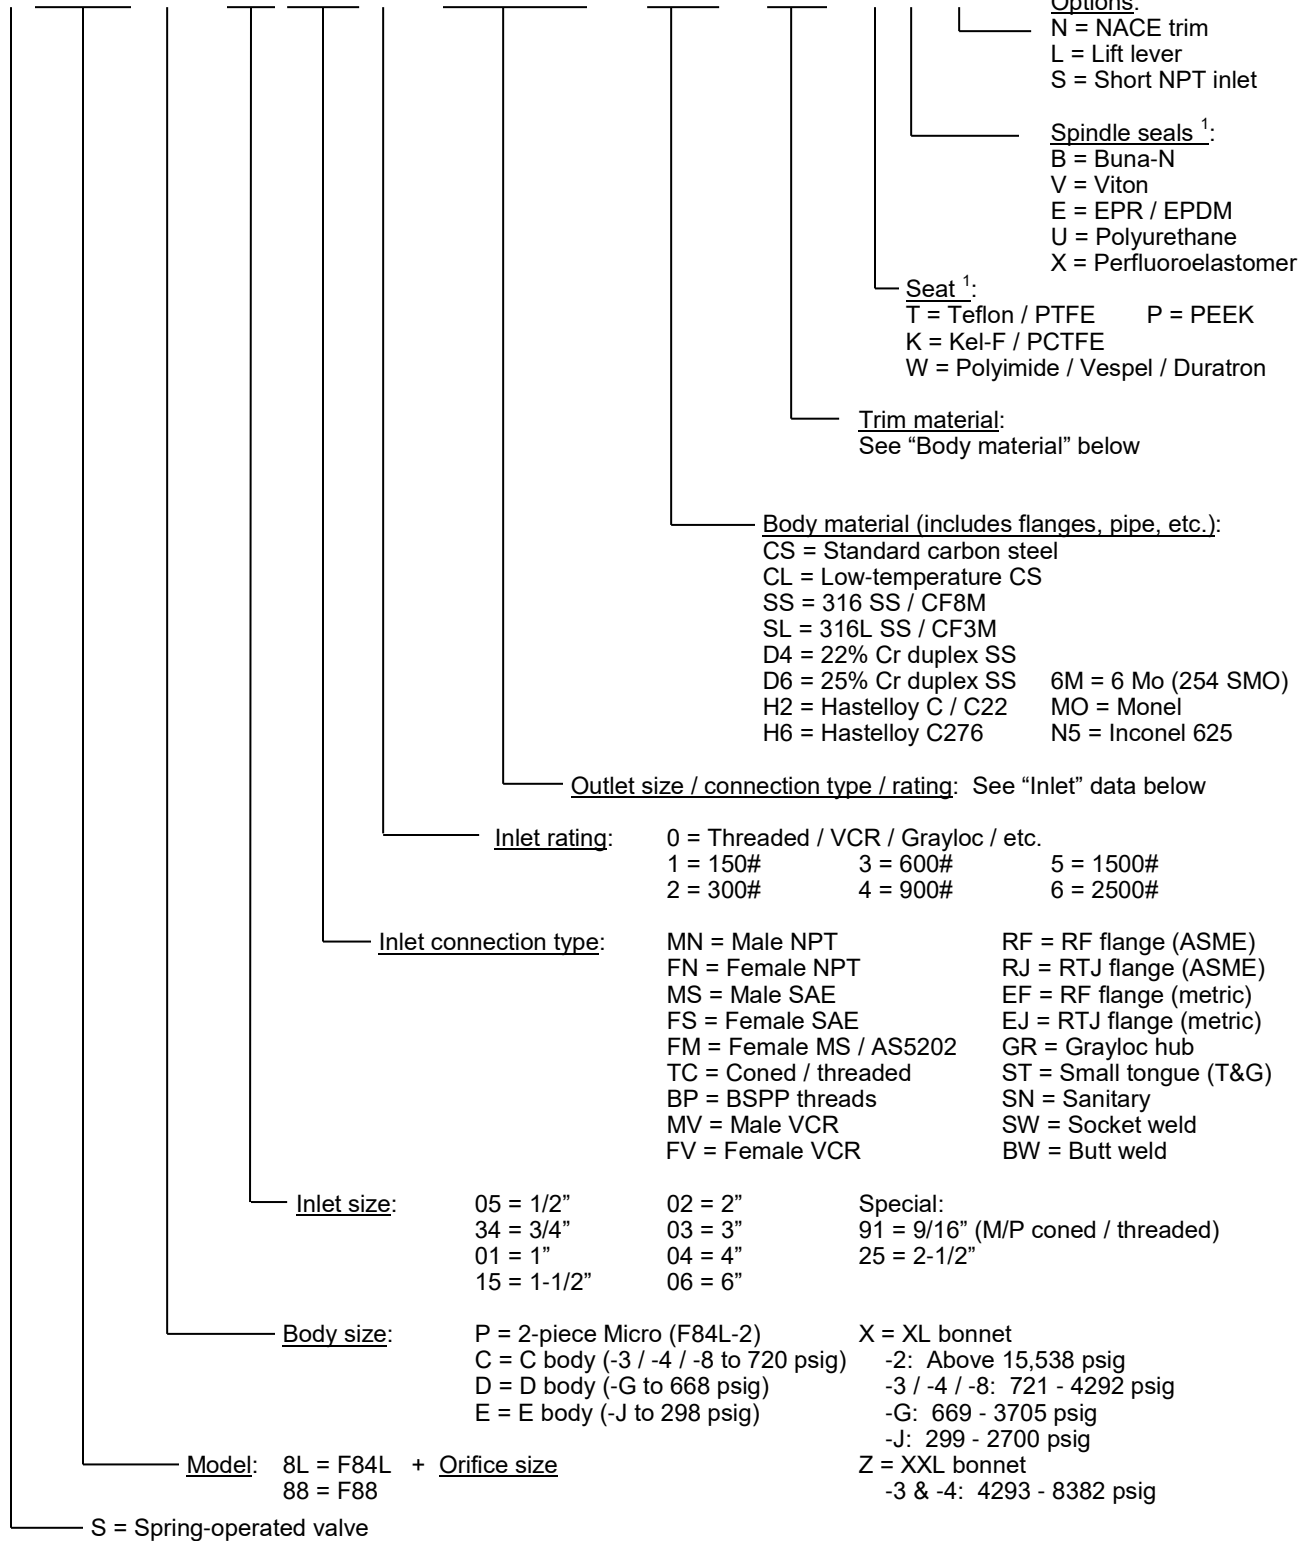 Options:
N = NACE trim
L = Lift lever
S = Short NPT inlet
Spindle seals 1:
B = Buna-N
V = Viton
E = EPR / EPDM
U = Polyurethane
X = Perfluoroelastomer
Seat 1:
T = Teflon / PTFE P = PEEK
K = Kel-F / PCTFE
W = Polyimide / Vespel / Duratron
Trim material:
See “Body material” below
Body material (includes flanges, pipe, etc.):
CS = Standard carbon steel
CL = Low-temperature CS
SS = 316 SS / CF8M
SL = 316L SS / CF3M
D4 = 22% Cr duplex SS
D6 = 25% Cr duplex SS 6M = 6 Mo (254 SMO)
H2 = Hastelloy C / C22 MO = Monel
H6 = Hastelloy C276 N5 = Inconel 625
Outlet size / connection type / rating: See “Inlet” data below
Inlet rating: 0 = Threaded / VCR / Grayloc / etc.
1 = 150# 3 = 600# 5 = 1500#
2 = 300# 4 = 900# 6 = 2500#
Inlet connection type: MN = Male NPT RF = RF flange (ASME)
FN = Female NPT RJ = RTJ flange (ASME)
MS = Male SAE EF = RF flange (metric)
FS = Female SAE EJ = RTJ flange (metric)
FM = Female MS / AS5202 GR = Grayloc hub
TC = Coned / threaded ST = Small tongue (T&G)
BP = BSPP threads SN = Sanitary
MV = Male VCR SW = Socket weld
FV = Female VCR BW = Butt weld
Inlet size: 05 = 1/2” 02 = 2” Special:
34 = 3/4” 03 = 3” 91 = 9/16” (M/P coned / threaded)
01 = 1” 04 = 4” 25 = 2-1/2”
15 = 1-1/2” 06 = 6”
Body size: P = 2-piece Micro (F84L-2) X = XL bonnet
C = C body (-3 / -4 / -8 to 720 psig) -2: Above 15,538 psig
D = D body (-G to 668 psig) -3 / -4 / -8: 721 - 4292 psig
E = E body (-J to 298 psig) -G: 669 - 3705 psig
-J: 299 - 2700 psig
Model: 8L = F84L + Orifice size Z = XXL bonnet
88 = F88 -3 & -4: 4293 - 8382 psig
S = Spring-operated valve